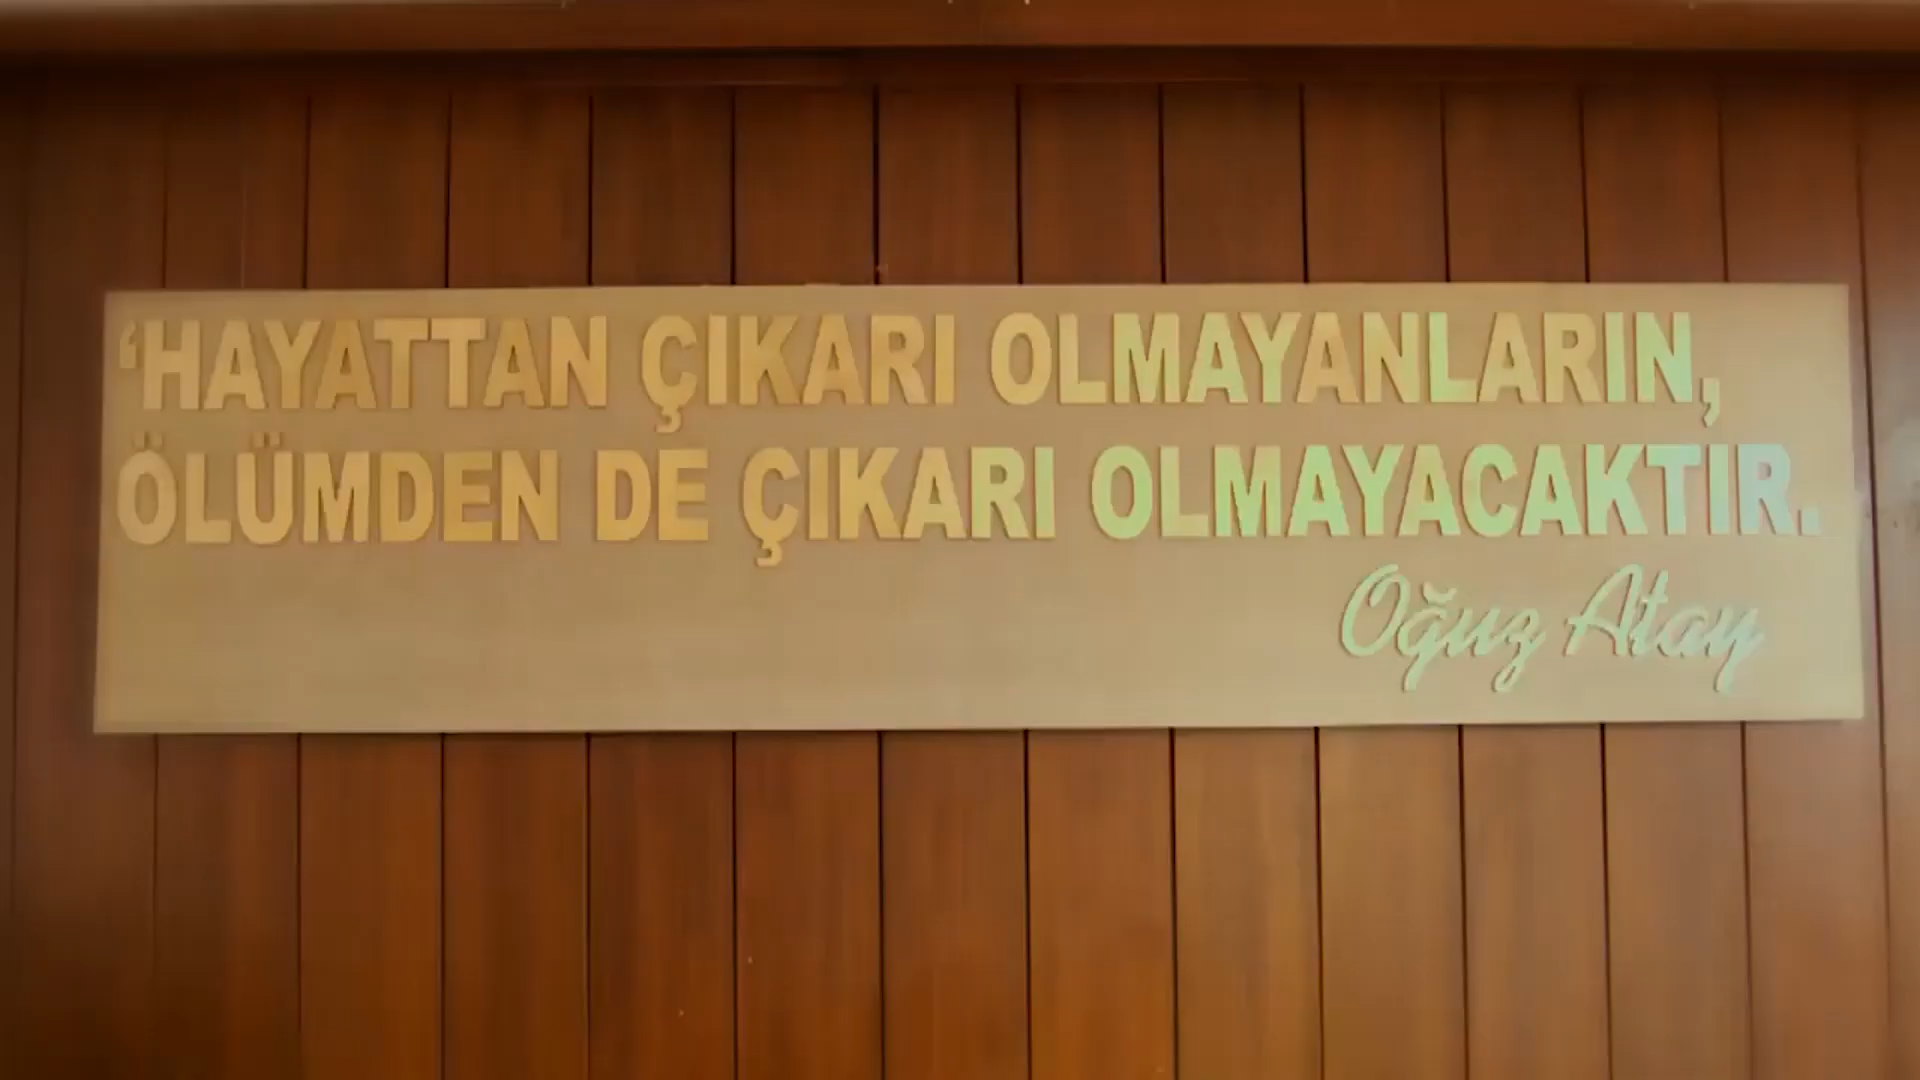 ‘HAYATTAN ÇIKARI OLMAYANLARIN,
ÖLÜMDEN DE ÇIKARI OLMAYACAKTIR.
Oğuz Atay